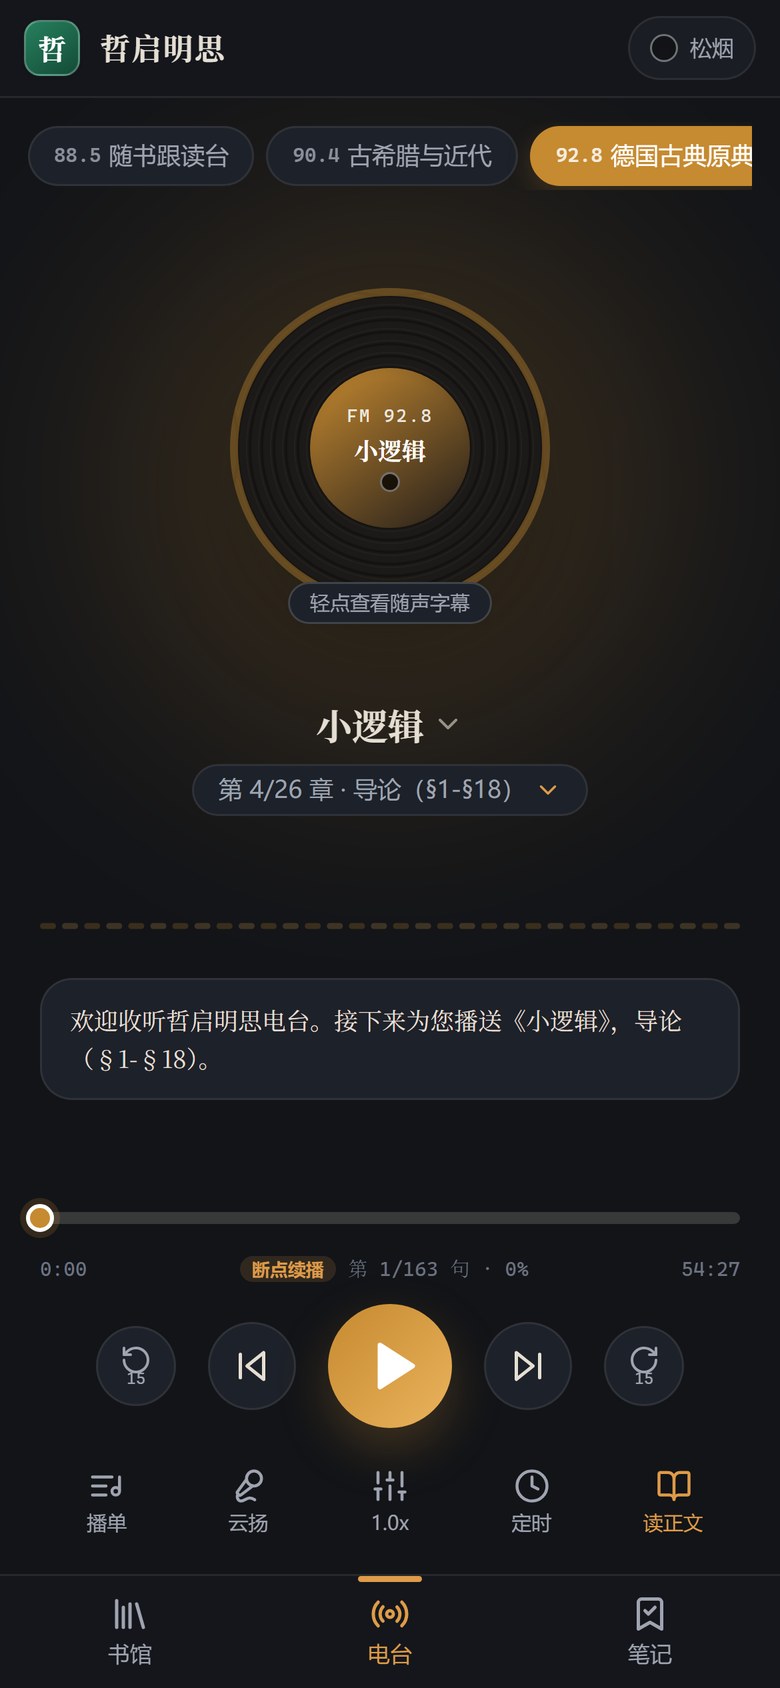 哲 哲启明思 松烟
88.5 随书跟读台 90.4 古希腊与近代 92.8 德国古典原典
FM 92.8
小逻辑
轻点查看随声字幕
小逻辑
第 4/26 章 · 导论（§1-§18）
欢迎收听哲启明思电台。接下来为您播送《小逻辑》，导论
（§1-§18）。
0:00 断点续播 第 1/163 句 · 0% 54:27
15 15
播单 云扬 1.0x 定时 读正文
书馆 电台 笔记